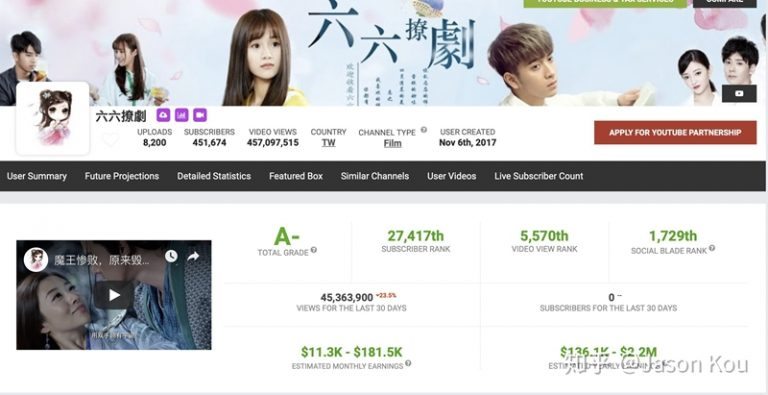 YOUTUBE BUSINESS & TAX SERVICES
COMPARE
六六撩劇
六六撩劇
UPLOADS
8,200
SUBSCRIBERS
451,674
VIDEO VIEWS
457,097,515
COUNTRY
TW
CHANNEL TYPE
Film
USER CREATED
Nov 6th, 2017
APPLY FOR YOUTUBE PARTNERSHIP
User Summary
Future Projections
Detailed Statistics
Featured Box
Similar Channels
User Videos
Live Subscriber Count
魔王惨败，原来毁...
A-
TOTAL GRADE
27,417th
SUBSCRIBER RANK
5,570th
VIDEO VIEW RANK
1,729th
SOCIAL BLADE RANK
45,363,900 -23.5%
VIEWS FOR THE LAST 30 DAYS
0 --
SUBSCRIBERS FOR THE LAST 30 DAYS
$11.3K - $181.5K
ESTIMATED MONTHLY EARNINGS
$136.1K - $2.2M
ESTIMATED YEARLY EARNINGS
知乎 @Jason Kou